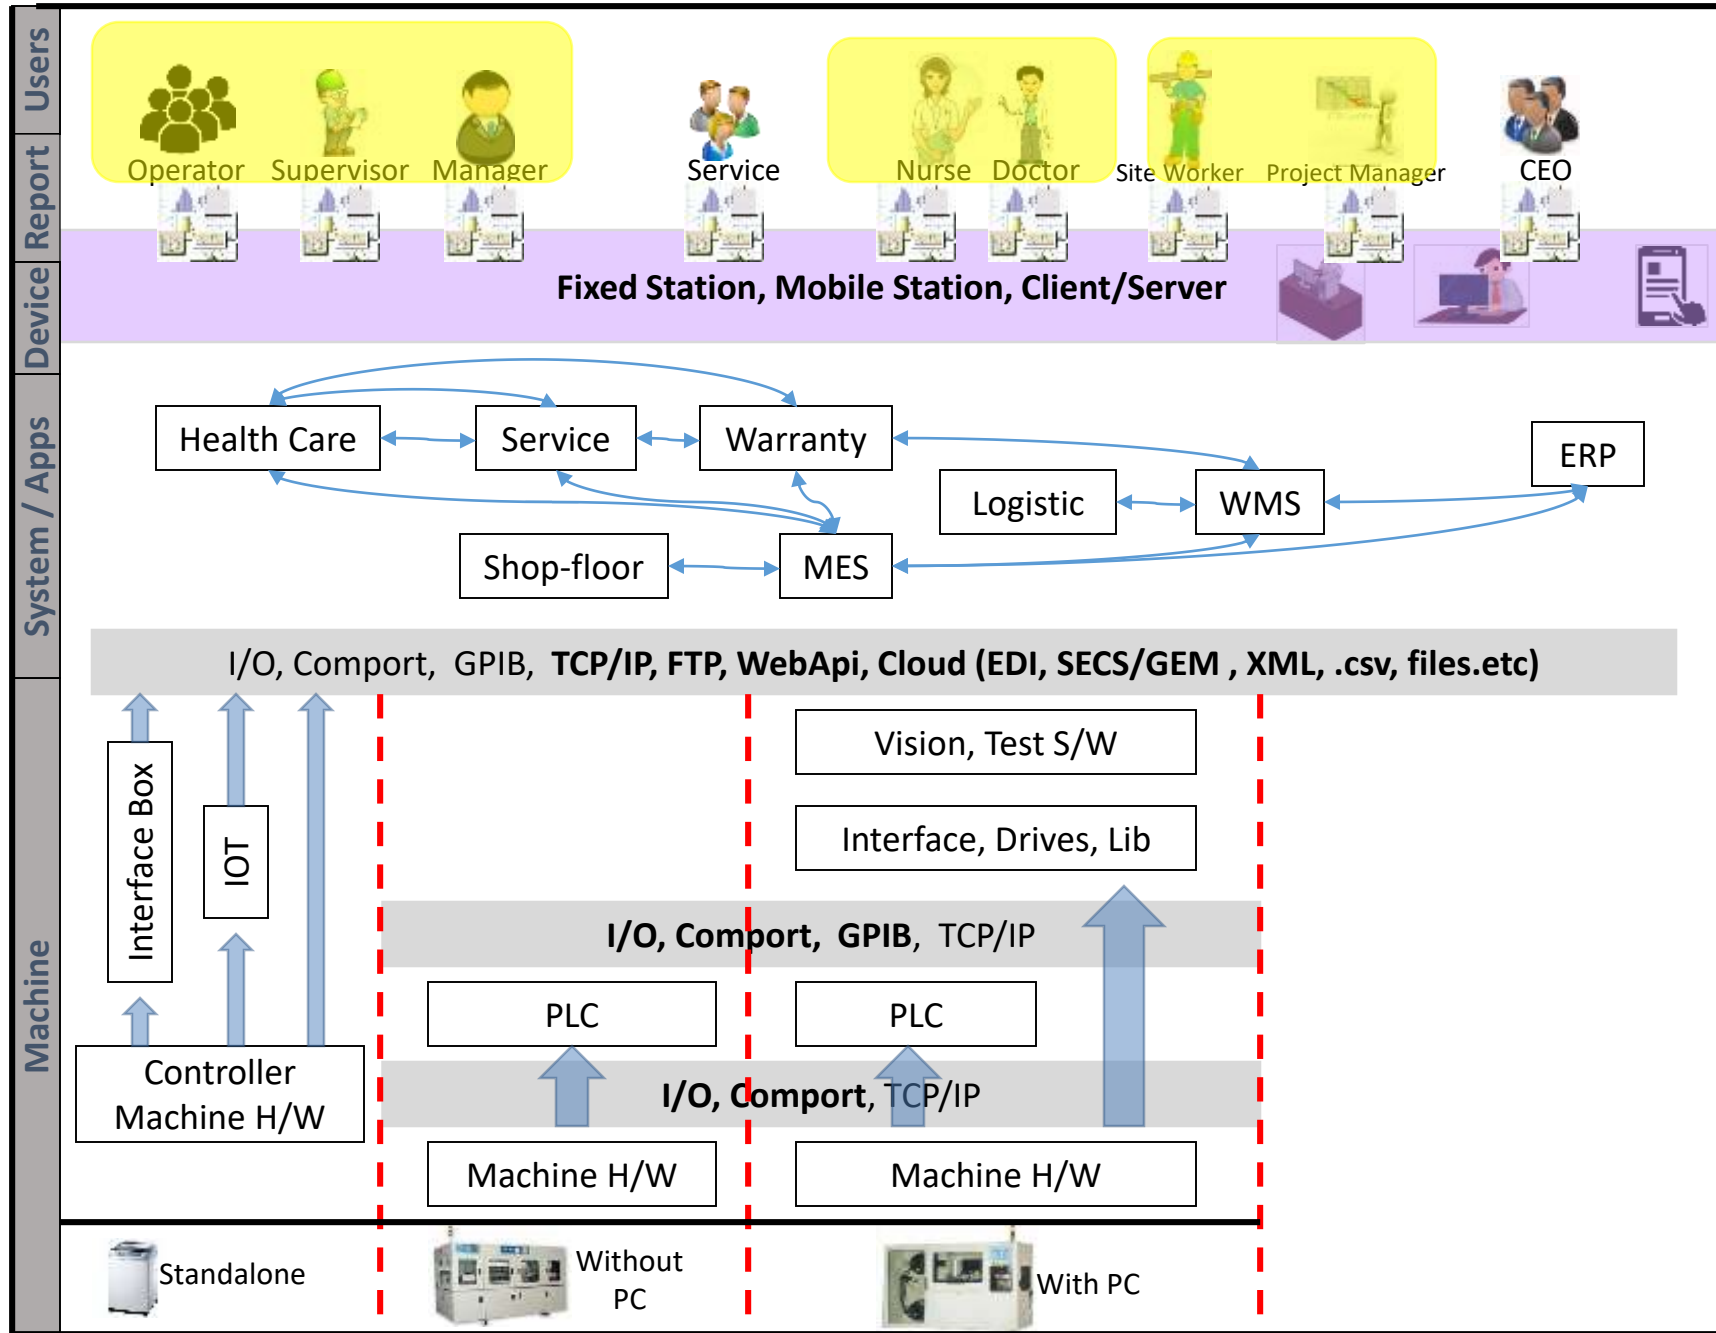 Users
Operator
Supervisor
Manager
Service
Nurse
Doctor
Site Worker
Project Manager
CEO
Report
Device
Fixed Station, Mobile Station, Client/Server
System / Apps
Health Care
Service
Warranty
ERP
Logistic
WMS
Shop-floor
MES
I/O, Comport, GPIB, TCP/IP, FTP, WebApi, Cloud (EDI, SECS/GEM , XML, .csv, files.etc)
Machine
Vision, Test S/W
Interface Box
IOT
Interface, Drives, Lib
I/O, Comport, GPIB, TCP/IP
PLC
PLC
Controller
Machine H/W
I/O, Comport, TCP/IP
Machine H/W
Machine H/W
Standalone
Without
PC
With PC